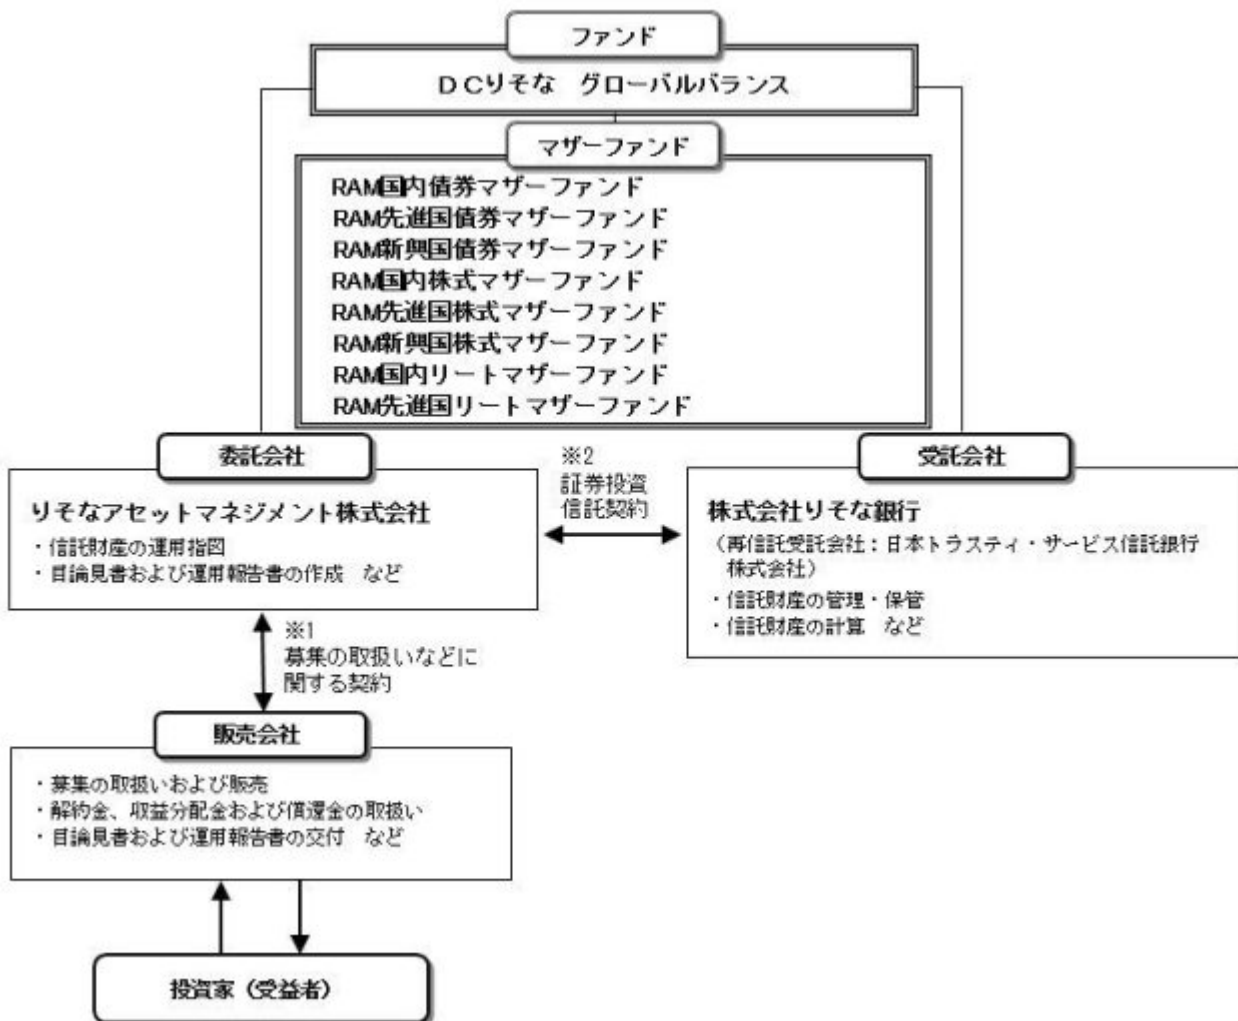 ファンド
DCりそな グローバルバランス
マザーファンド
RAM国内債券マザーファンド
RAM先進国債券マザーファンド
RAM新興国債券マザーファンド
RAM国内株式マザーファンド
RAM先進国株式マザーファンド
RAM新興国株式マザーファンド
RAM国内リートマザーファンド
RAM先進国リートマザーファンド
委託会社
りそなアセットマネジメント株式会社
・信託財産の運用指図
・目論見書および運用報告書の作成 など
※2
証券投資
信託契約
受託会社
株式会社りそな銀行
(再信託受託会社:日本トラスティ・サービス信託銀行
株式会社)
・信託財産の管理・保管
・信託財産の計算 など
※1
募集の取扱いなどに
関する契約
販売会社
・募集の取扱いおよび販売
・解約金、収益分配金および償還金の取扱い
・目論見書および運用報告書の交付 など
投資家(受益者)